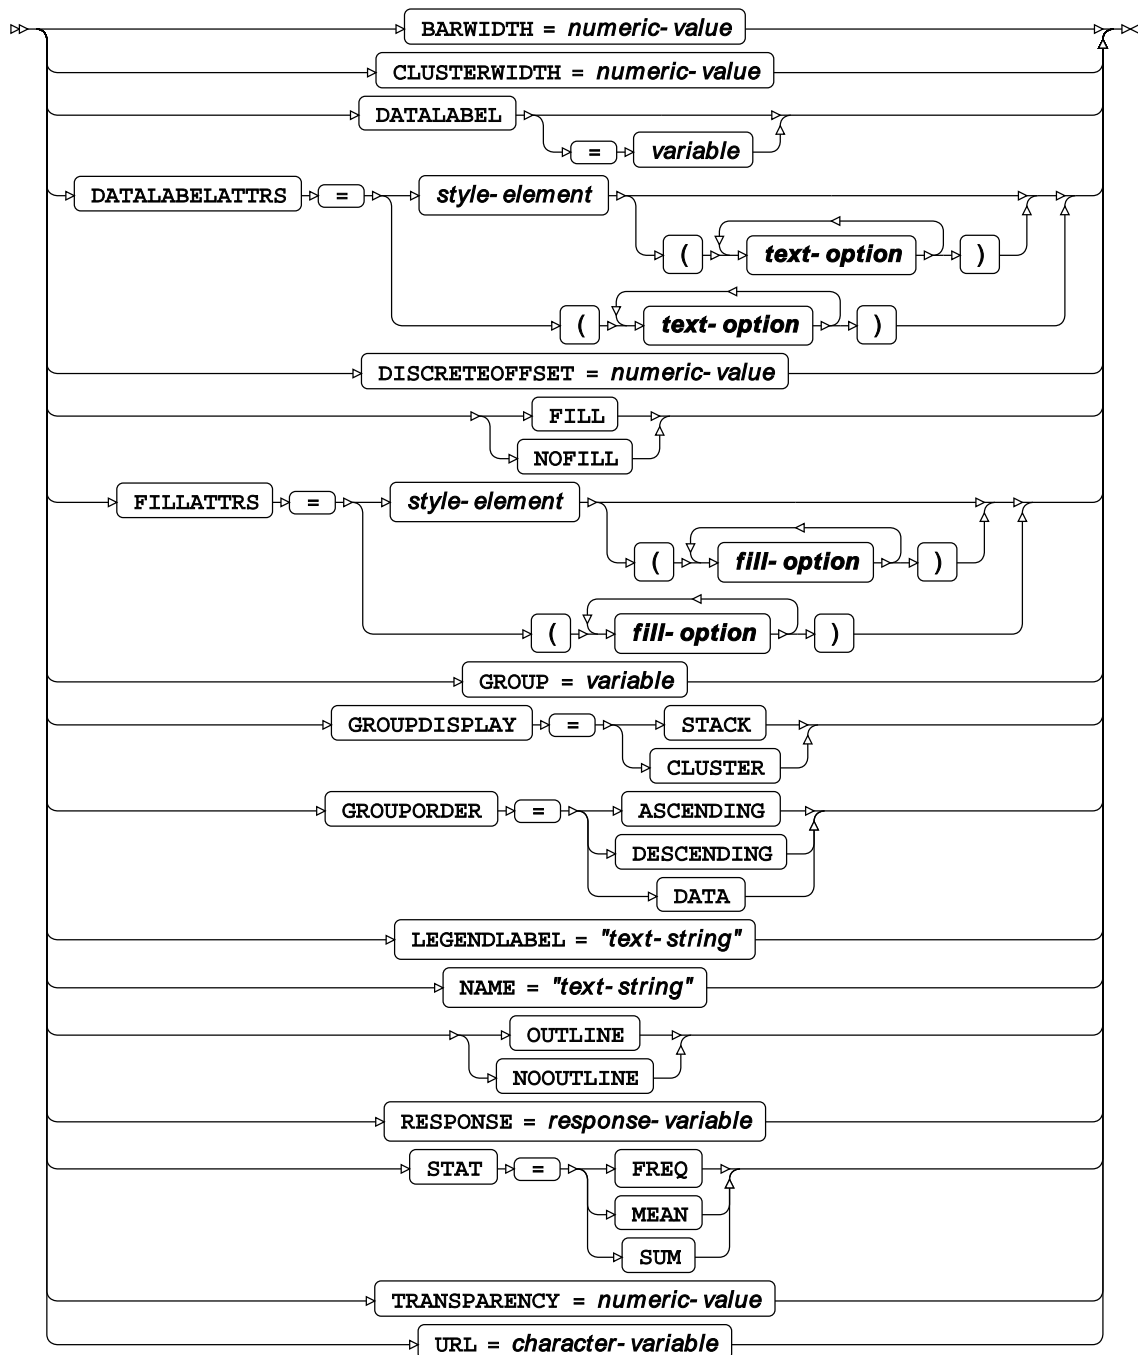 BARWIDTH = numeric-value
CLUSTERWIDTH = numeric-value
DATALABEL
= variable
DATALABELATTRS = style-element
( text-option )
( text-option )
DISCRETEOFFSET = numeric-value
FILL
NOFILL
FILLATTRS = style-element
( fill-option )
( fill-option )
GROUP = variable
GROUPDISPLAY = STACK
CLUSTER
GROUPORDER = ASCENDING
DESCENDING
DATA
LEGENDLABEL = "text-string"
NAME = "text-string"
OUTLINE
NOOUTLINE
RESPONSE = response-variable
STAT = FREQ
MEAN
SUM
TRANSPARENCY = numeric-value
URL = character-variable